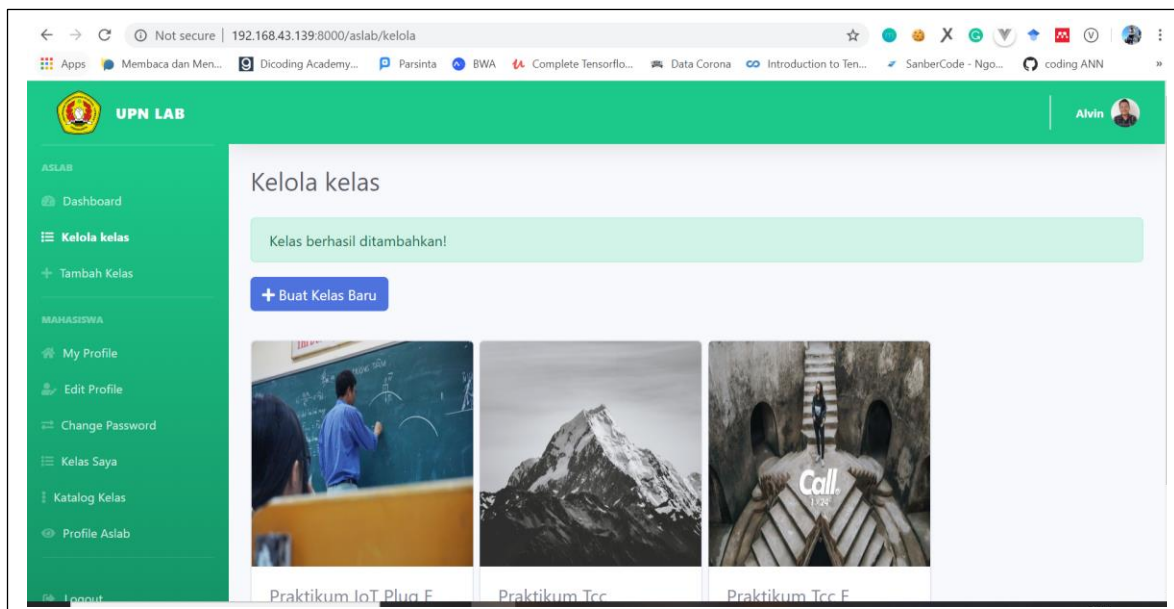 Not secure | 192.168.43.139:8000/aslab/kelola
Apps Membaca dan Men... Dicoding Academy... Parsinta BWA Complete Tensorflo... Data Corona Introduction to Ten... SanberCode - Ngo... coding ANN »
UPN LAB
Alvin
ASLAB
Dashboard
Kelola kelas
Tambah Kelas
MAHASISWA
My Profile
Edit Profile
Change Password
Kelas Saya
Katalog Kelas
Profile Aslab
Logout
Kelola kelas
Kelas berhasil ditambahkan!
+ Buat Kelas Baru
Call
Praktikum IoT Plug F
Praktikum Tcc
Praktikum Tcc F